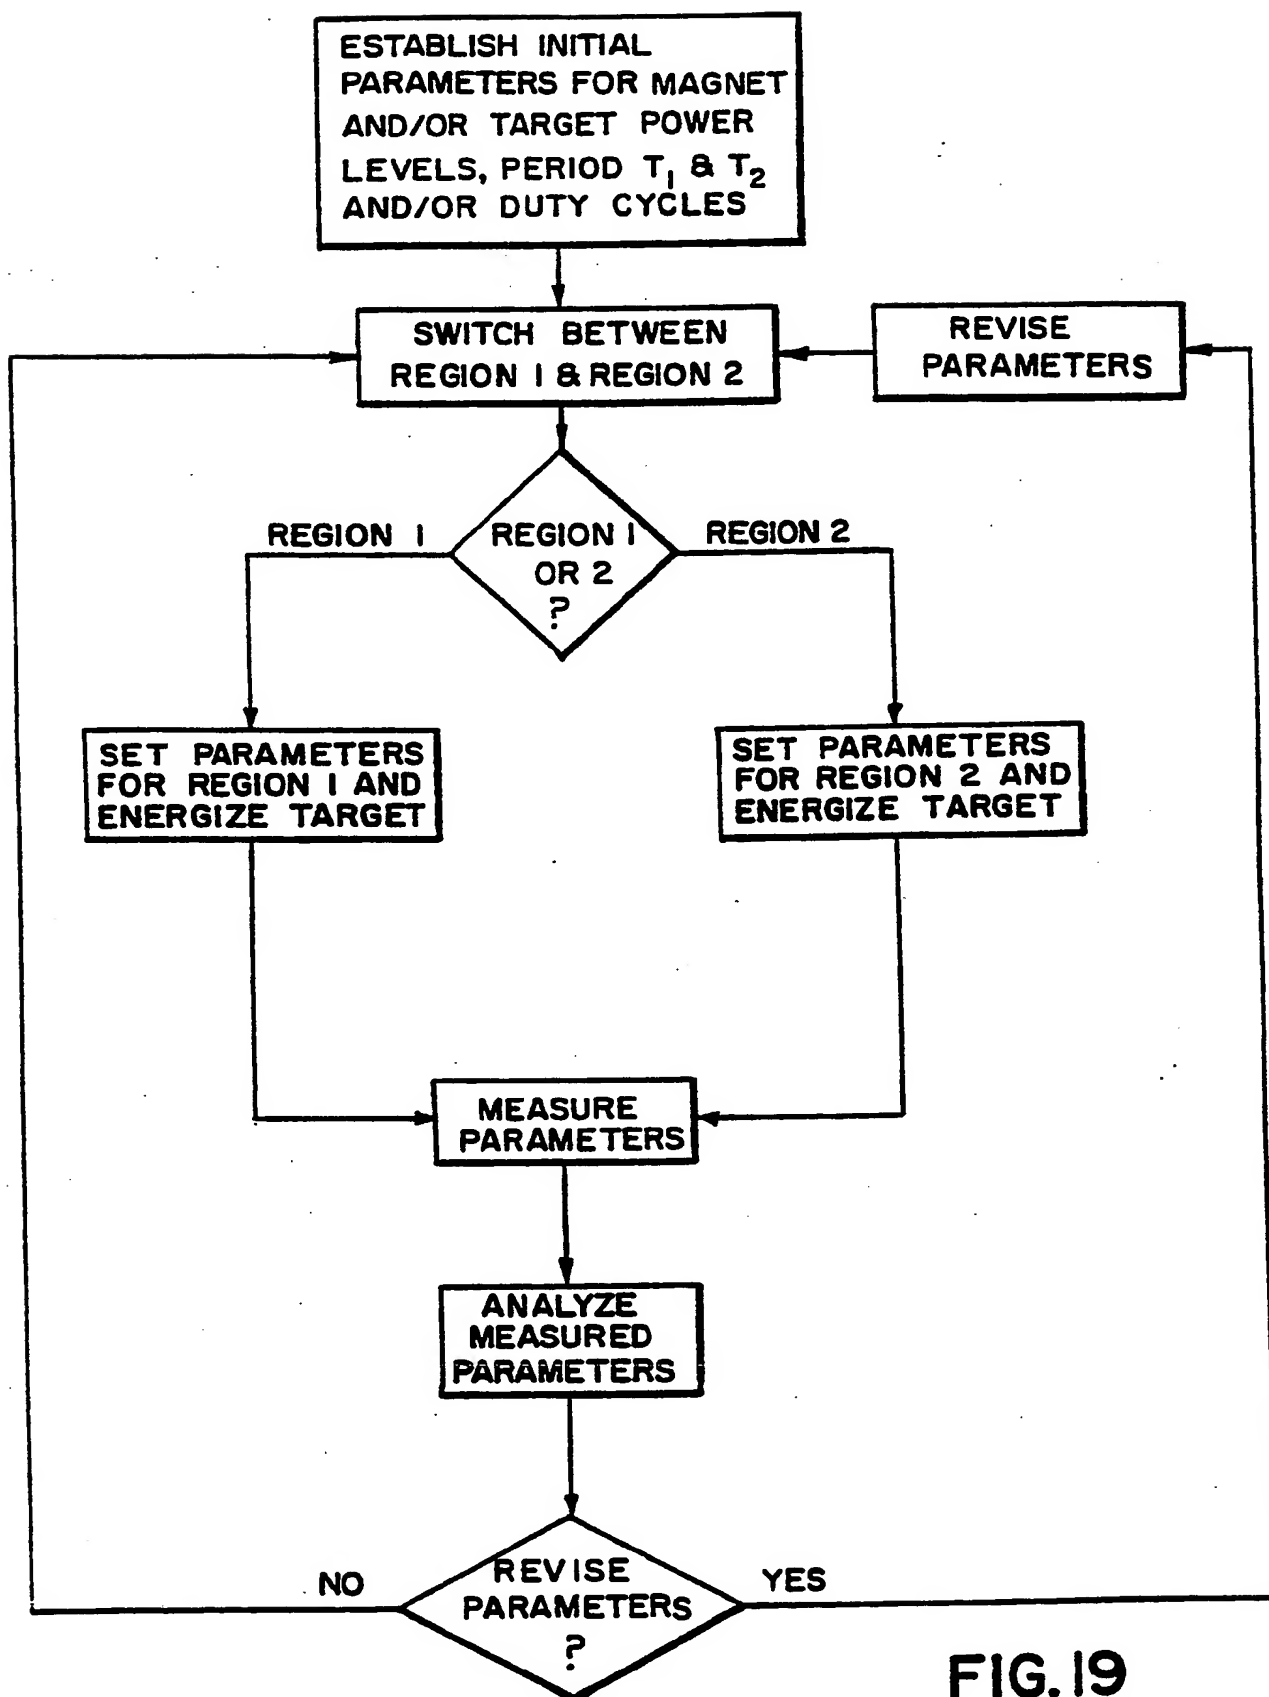 ESTABLISH INITIAL
PARAMETERS FOR MAGNET
AND/OR TARGET POWER
LEVELS, PERIOD T₁ & T₂
AND/OR DUTY CYCLES
SWITCH BETWEEN
REGION 1 & REGION 2
REVISE
PARAMETERS
REGION 1
REGION 1
OR 2
?
REGION 2
SET PARAMETERS
FOR REGION 1 AND
ENERGIZE TARGET
SET PARAMETERS
FOR REGION 2 AND
ENERGIZE TARGET
MEASURE
PARAMETERS
ANALYZE
MEASURED
PARAMETERS
NO
REVISE
PARAMETERS
?
YES
FIG. 19